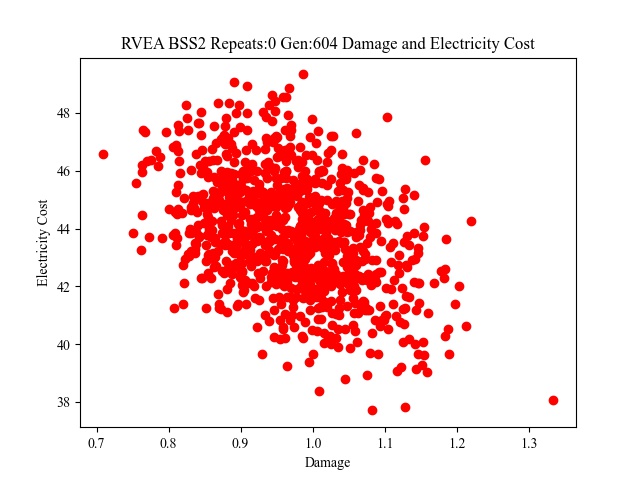 RVEA BSS2 Repeats:0 Gen:604 Damage and Electricity Cost
Electricity Cost
48
46
44
42
40
38
0.7 0.8 0.9 1.0 1.1 1.2 1.3
Damage